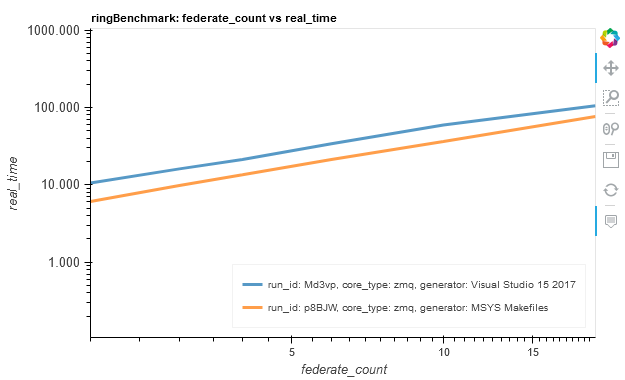 ringBenchmark: federate_count vs real_time
1000.000
100.000
10.000
1.000
real_time
run_id: Md3vp, core_type: zmq, generator: Visual Studio 15 2017
run_id: p8BJW, core_type: zmq, generator: MSYS Makefiles
5
10
15
federate_count